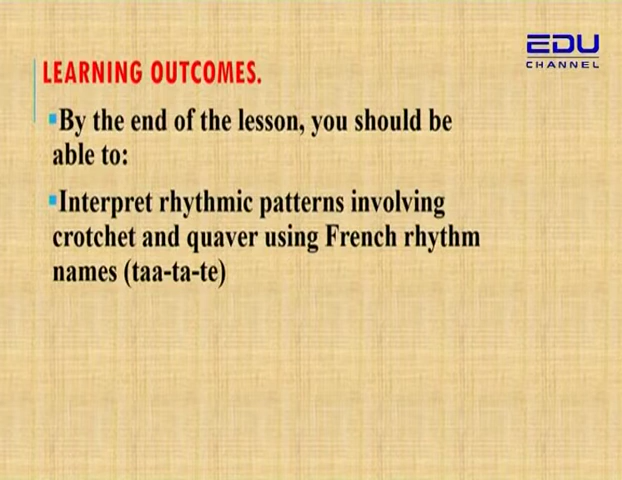 EDU
CHANNEL
LEARNING OUTCOMES.
▪By the end of the lesson, you should be
able to:
▪Interpret rhythmic patterns involving
crotchet and quaver using French rhythm
names (taa-ta-te)